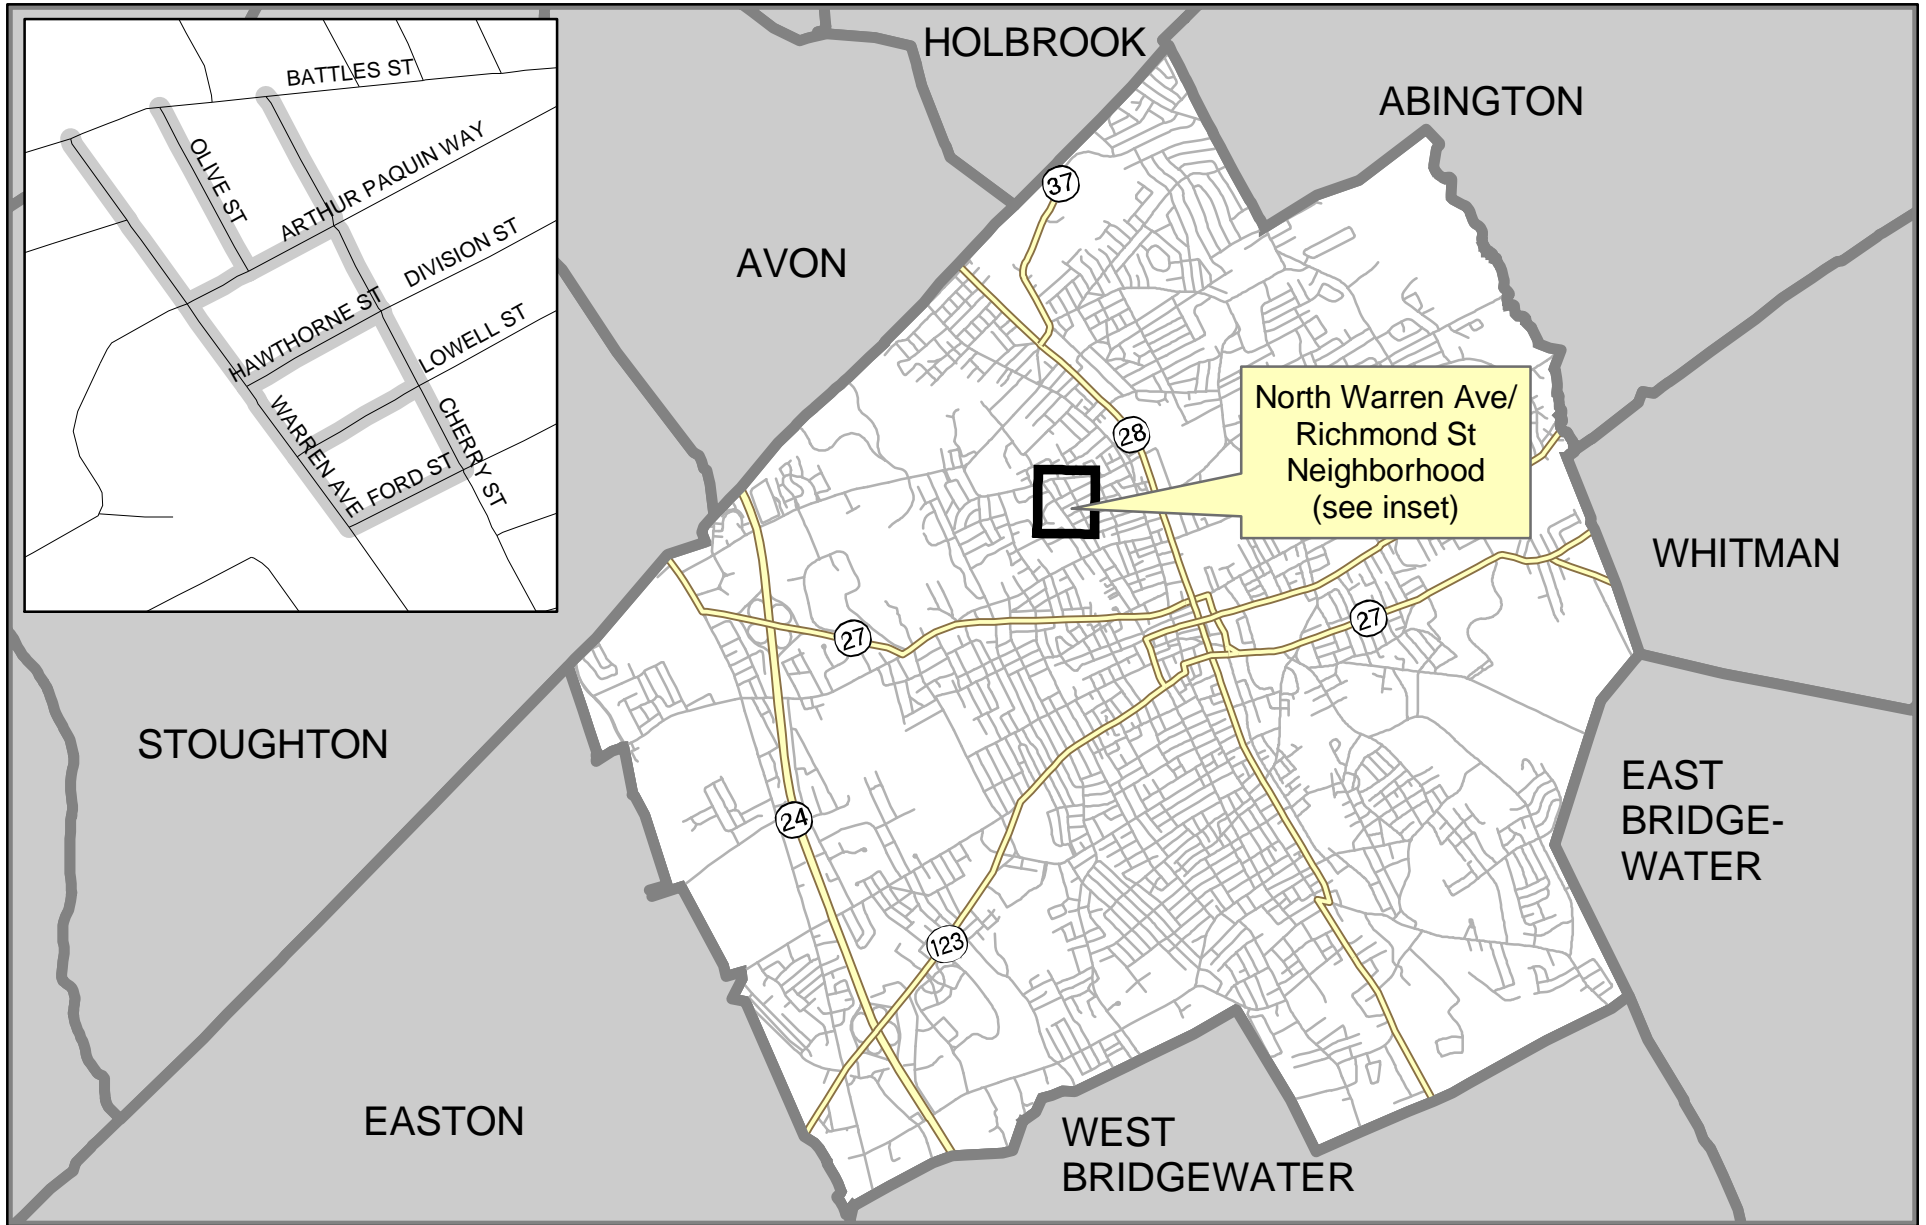 HOLBROOK
ABINGTON
BATTLES ST
OLIVE ST
ARTHUR PAQUIN WAY
DIVISION ST
HAWTHORNE ST
LOWELL ST
WARREN AVE
CHERRY ST
FORD ST
AVON
37
28
North Warren Ave/
Richmond St
Neighborhood
(see inset)
WHITMAN
27
27
STOUGHTON
24
EAST
BRIDGE-
WATER
123
EASTON
WEST
BRIDGEWATER